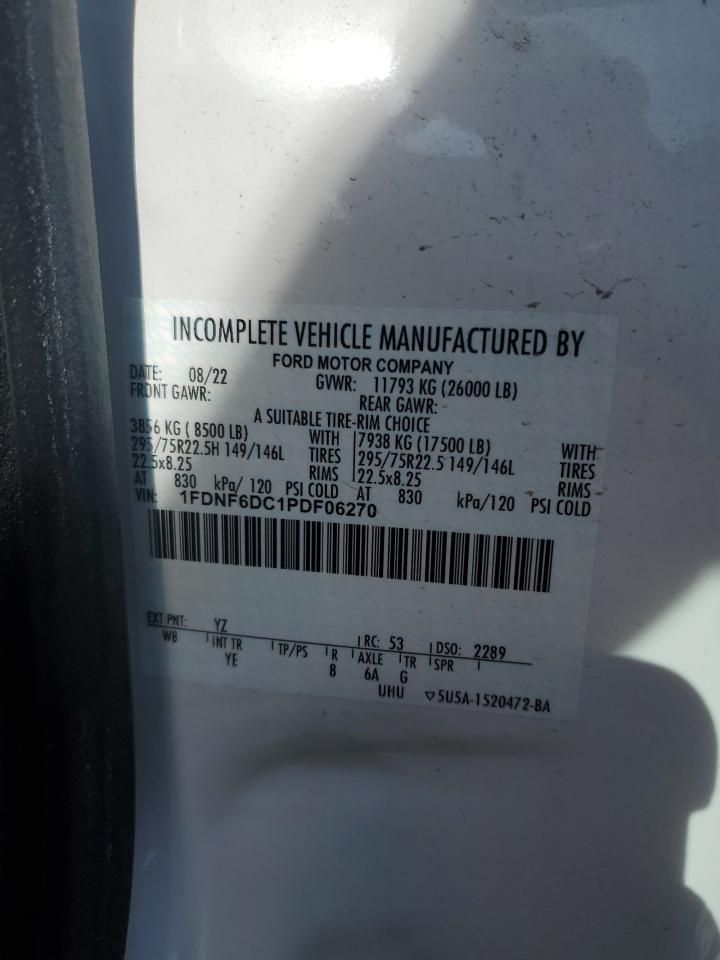 INCOMPLETE VEHICLE MANUFACTURED BY
FORD MOTOR COMPANY
DATE: 08/22 GVWR: 11793 KG (26000 LB)
FRONT GAWR: REAR GAWR:
A SUITABLE TIRE-RIM CHOICE
3856 KG ( 8500 LB) WITH 7938 KG (17500 LB) WITH
295/75R22.5H 149/146L TIRES 295/75R22.5 149/146L TIRES
22.5x8.25 RIMS 22.5x8.25 RIMS
AT 830 kPa/ 120 PSI COLD AT 830 kPa/120 PSI COLD
VIN: 1FDNF6DC1PDF06270
EXT PNT: YZ RC: 53 DSO: 2289
WB INT TR TP/PS R AXLE TR SPR
YE 8 6A G
UHU ▽5U5A-1520472-BA